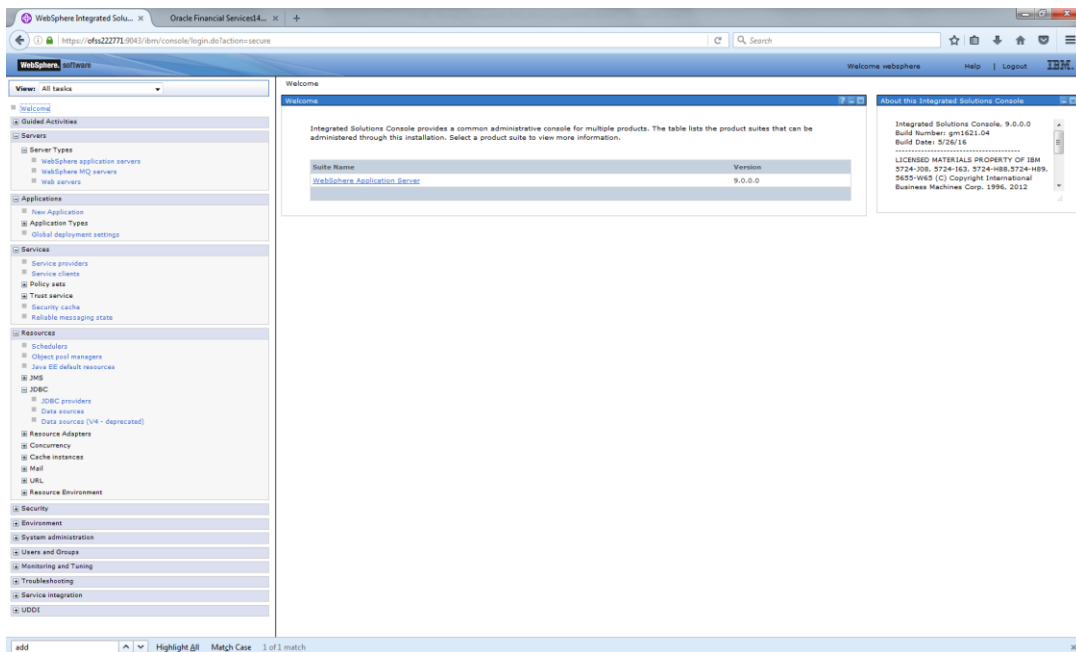 WebSphere Integrated Solu... ×
Oracle Financial Services14... ×
+
https://ofss222771:9043/ibm/console/login.do?action=secure
Search
WebSphere. software
Welcome websphere
Help | Logout
IBM.
View: All tasks
Welcome
Guided Activities
Servers
Server Types
WebSphere application servers
WebSphere MQ servers
Web servers
Applications
New Application
Application Types
Global deployment settings
Services
Service providers
Service clients
Policy sets
Trust service
Security cache
Reliable messaging state
Resources
Schedulers
Object pool managers
Java EE default resources
JMS
JDBC
JDBC providers
Data sources
Data sources (V4 - deprecated)
Resource Adapters
Concurrency
Cache instances
Mail
URL
Resource Environment
Security
Environment
System administration
Users and Groups
Monitoring and Tuning
Troubleshooting
Service integration
UDDI
Welcome
Welcome
Integrated Solutions Console provides a common administrative console for multiple products. The table lists the product suites that can be
administered through this installation. Select a product suite to view more information.
Suite Name Version
WebSphere Application Server 9.0.0.0
About this Integrated Solutions Console
Integrated Solutions Console, 9.0.0.0
Build Number: gm1621.04
Build Date: 5/26/16
------------------------------------
LICENSED MATERIALS PROPERTY OF IBM
5724-J08, 5724-I63, 5724-H88,5724-H89,
5655-W65 (C) Copyright International
Business Machines Corp. 1996, 2012
add
Highlight All Match Case 1 of 1 match